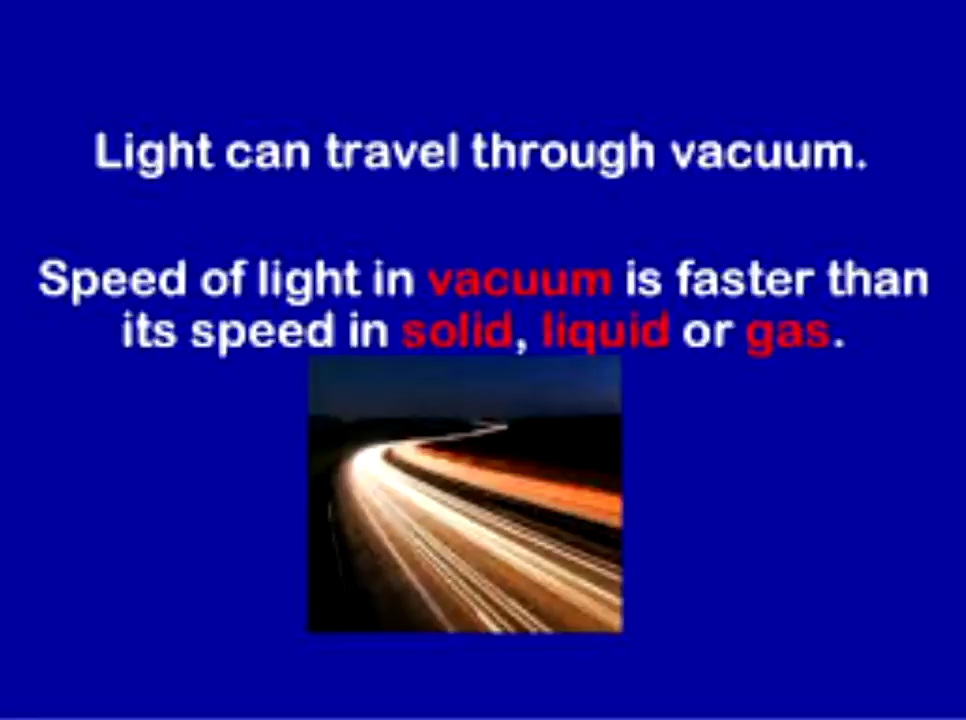 Light can travel through vacuum.
Speed of light in vacuum is faster than
its speed in solid, liquid or gas.